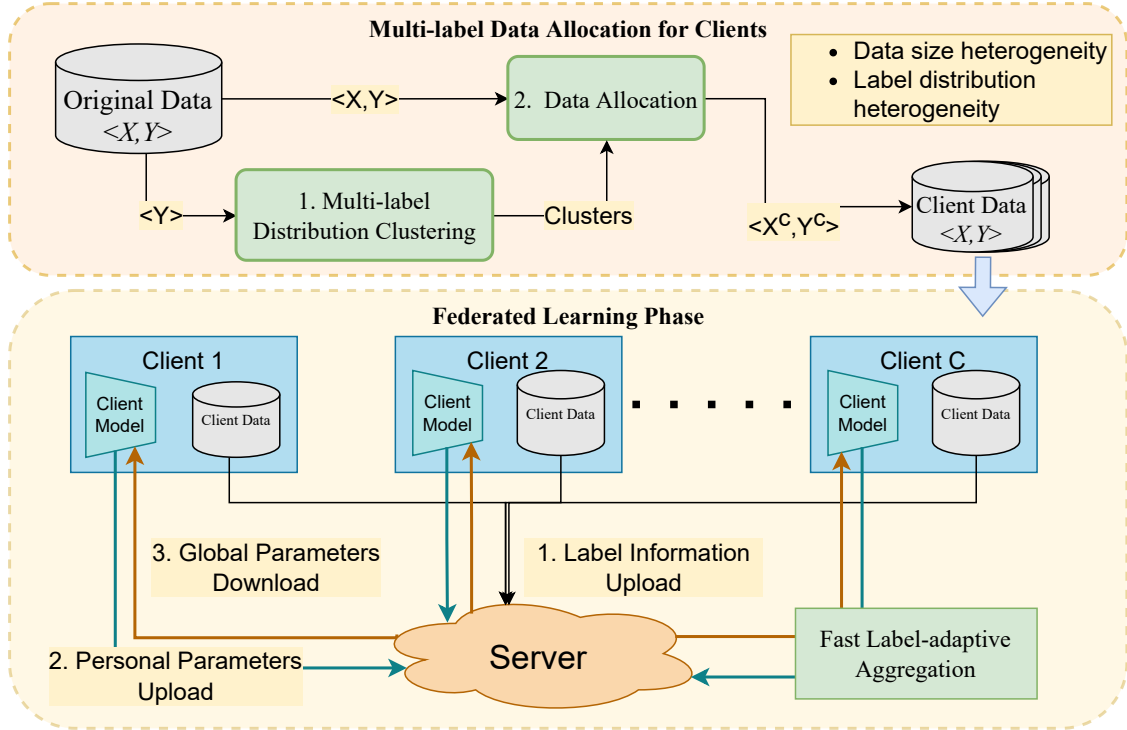 Multi-label Data Allocation for Clients
• Data size heterogeneity
• Label distribution
heterogeneity
Original Data
<X,Y>
<X,Y>
2. Data Allocation
<Y>
1. Multi-label
Distribution Clustering
Clusters
<X^C,Y^C>
Client Data
<X,Y>
Federated Learning Phase
Client 1
Client
Model
Client Data
Client 2
Client
Model
Client Data
Client C
Client
Model
Client Data
3. Global Parameters
Download
1. Label Information
Upload
2. Personal Parameters
Upload
Server
Fast Label-adaptive
Aggregation